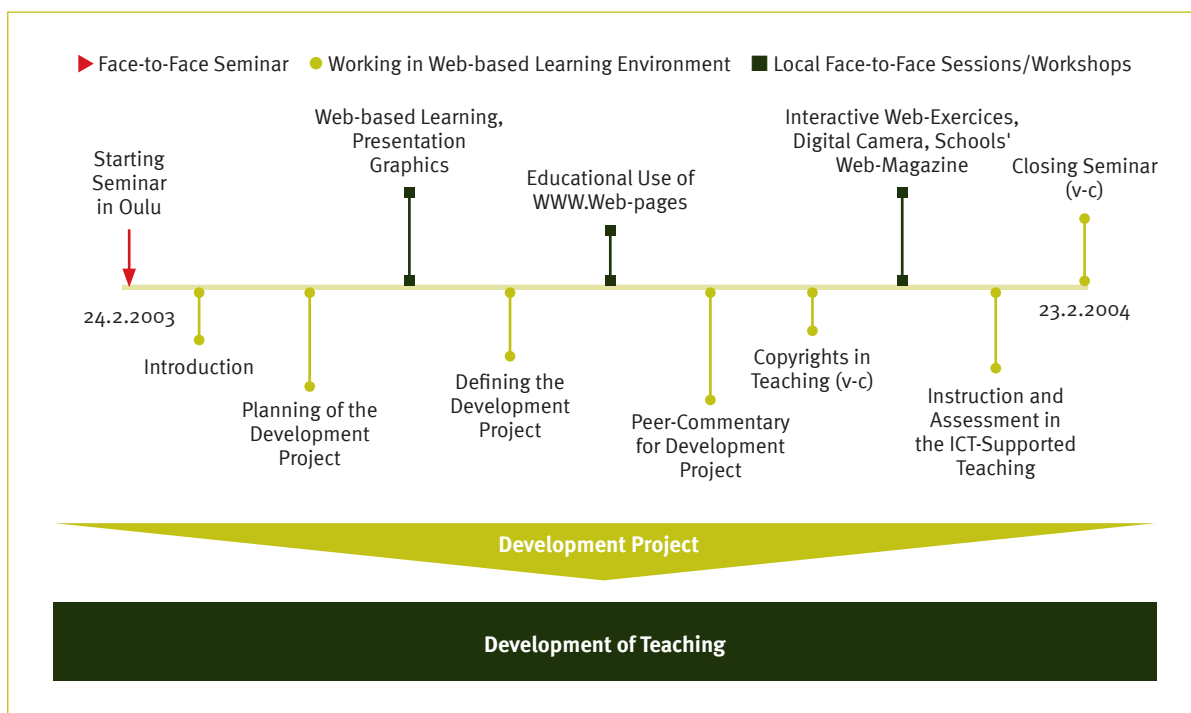 Face-to-Face Seminar
Working in Web-based Learning Environment
Local Face-to-Face Sessions/Workshops
Starting
Seminar
in Oulu
Web-based Learning,
Presentation
Graphics
Educational Use of
WWW.Web-pages
Interactive Web-Exercices,
Digital Camera, Schools'
Web-Magazine
Closing Seminar
(v-c)
24.2.2003
23.2.2004
Introduction
Planning of the
Development
Project
Defining the
Development
Project
Peer-Commentary
for Development
Project
Copyrights in
Teaching (v-c)
Instruction and
Assessment in
the ICT-Supported
Teaching
Development Project
Development of Teaching